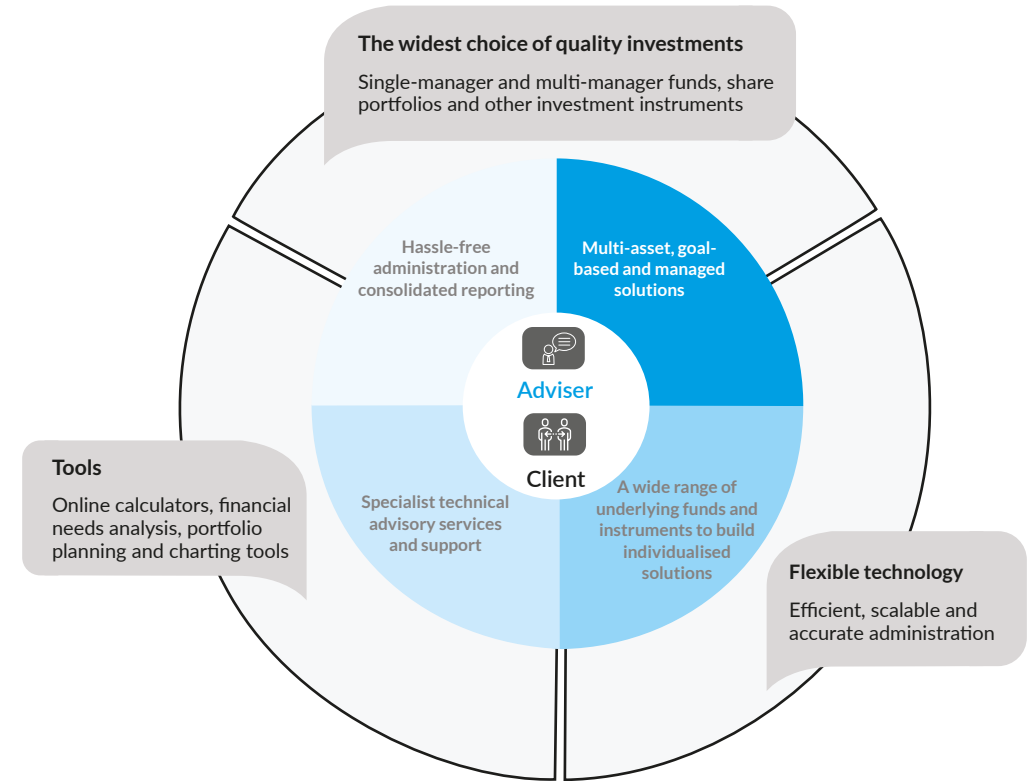 The widest choice of quality investments
Single-manager and multi-manager funds, share
portfolios and other investment instruments
Hassle-free
administration and
consolidated reporting
Multi-asset, goal-
based and managed
solutions
Adviser
Client
Tools
Online calculators, financial
needs analysis, portfolio
planning and charting tools
Specialist technical
advisory services
and support
A wide range of
underlying funds and
instruments to build
individualised
solutions
Flexible technology
Efficient, scalable and
accurate administration